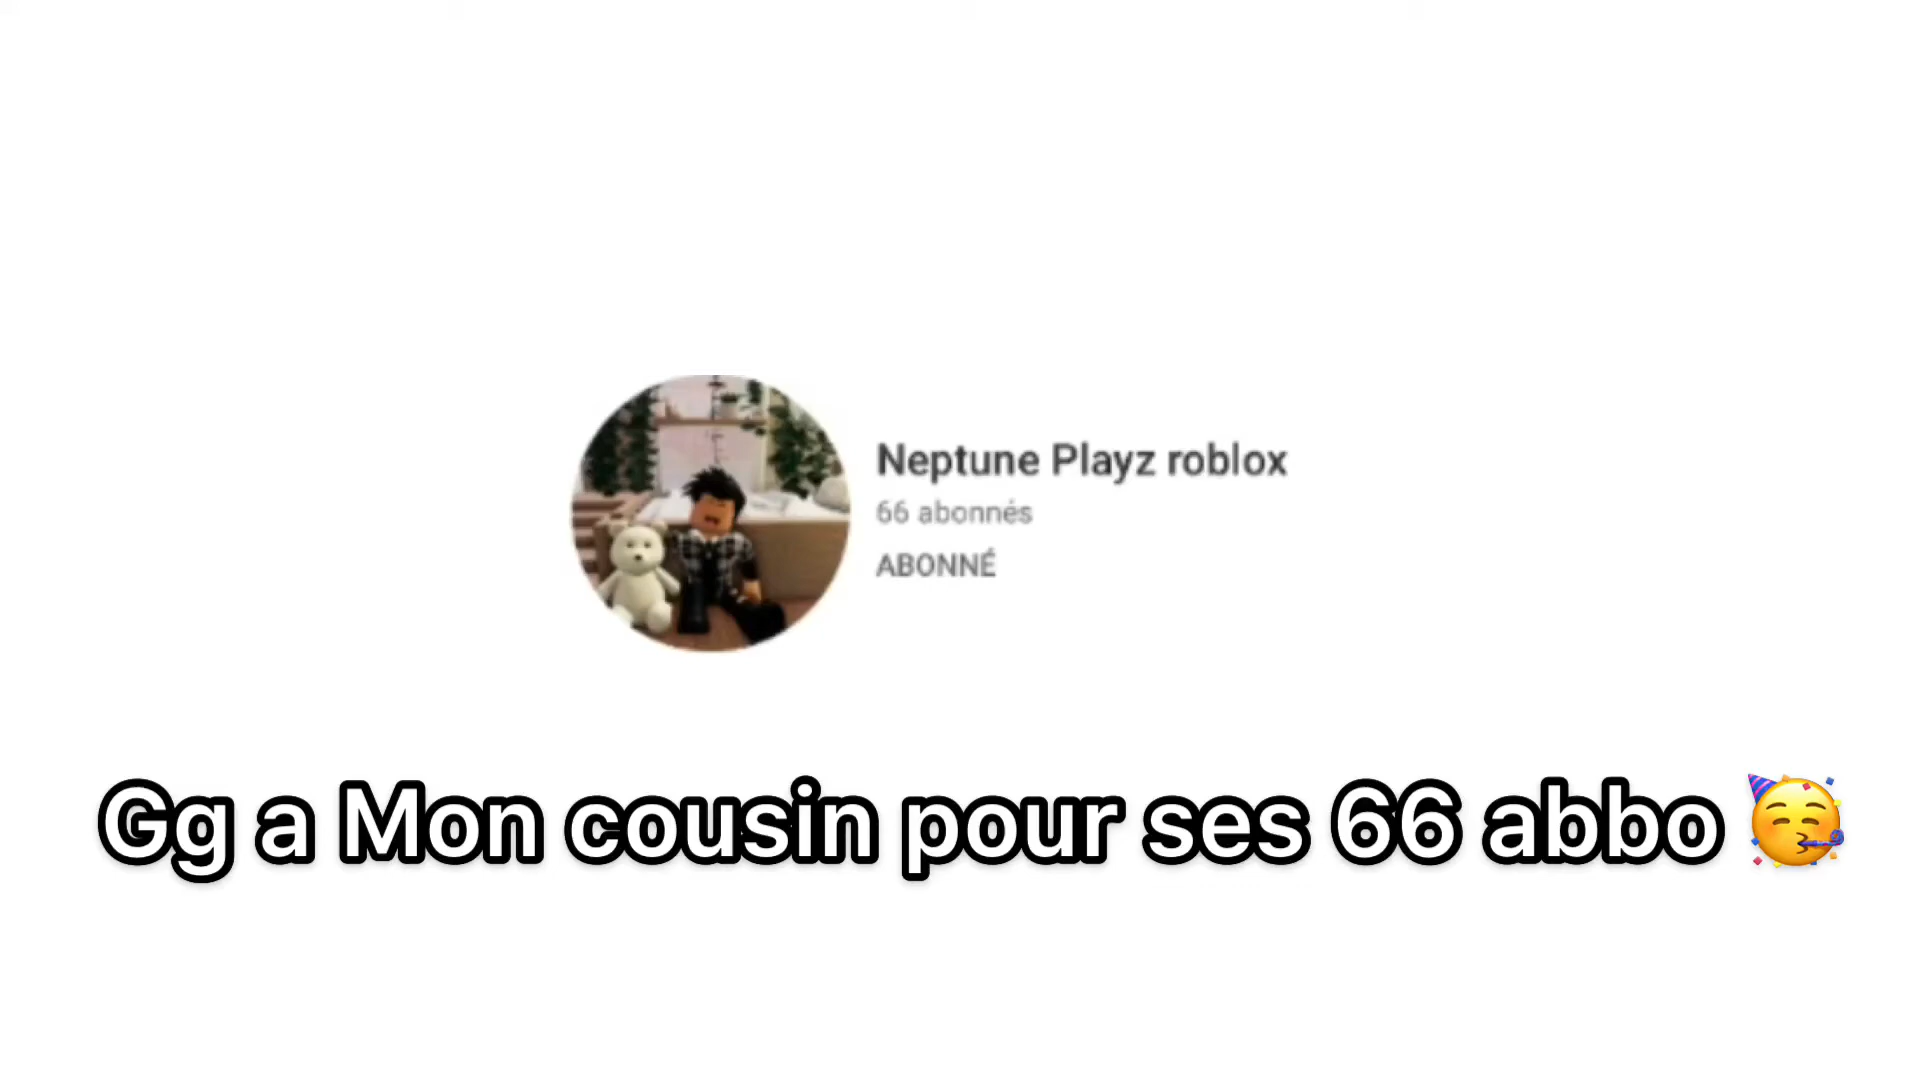 Neptune Playz roblox
66 abonnés
ABONNÉ
Gg a Mon cousin pour ses 66 abbo 🥳